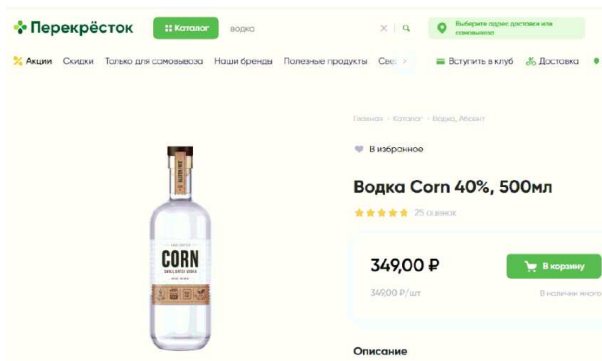 Перекрёсток
Каталог
водка
Выберите адрес доставки или
самовывоза
Акции Скидки Только для самовывоза Наши бренды Полезные продукты Вступить в клуб Доставка
Главная Каталог Водка, Абсент
В избранное
Водка Corn 40%, 500мл
25 оценок
349,00 ₽
В корзину
349,00 ₽/шт
В наличии много
CORN
Описание